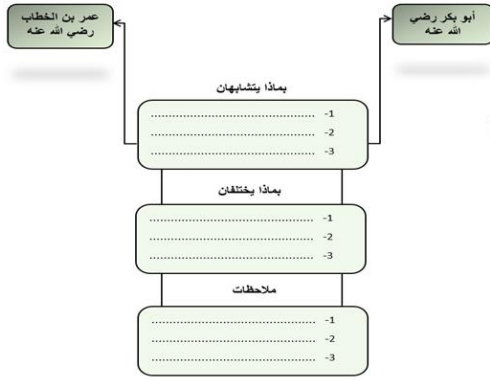 أبو بكر رضي
الله عنه
عمر بن الخطاب
رضي الله عنه
بماذا يتشابهان
1- ........................................
2- ........................................
3- ........................................
بماذا يختلفان
1- ........................................
2- ........................................
3- ........................................
ملاحظات
1- ........................................
2- ........................................
3- ........................................